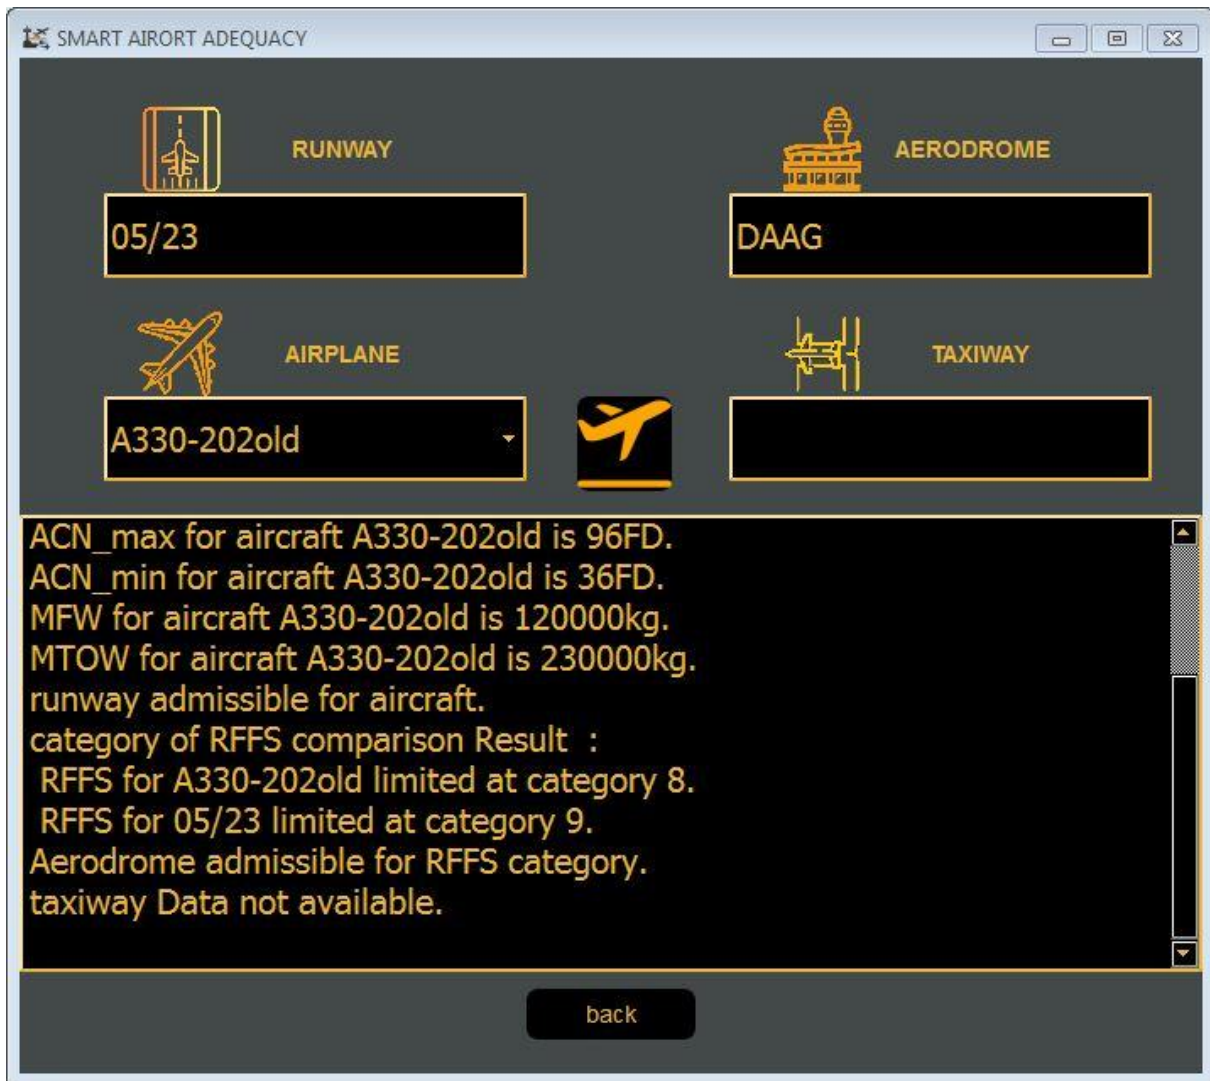 SMART AIRORT ADEQUACY
RUNWAY
AERODROME
05/23
DAAG
AIRPLANE
TAXIWAY
A330-202old
ACN_max for aircraft A330-202old is 96FD.
ACN_min for aircraft A330-202old is 36FD.
MFW for aircraft A330-202old is 120000kg.
MTOW for aircraft A330-202old is 230000kg.
runway admissible for aircraft.
category of RFFS comparison Result :
RFFS for A330-202old limited at category 8.
RFFS for 05/23 limited at category 9.
Aerodrome admissible for RFFS category.
taxiway Data not available.
back